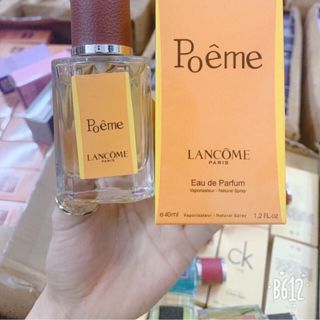 Poême
LANCÔME
PARIS
Poême
LANCÔME
PARIS
Eau de Parfum
Vaporisateur - Natural Spray
e40ml Vaporisateur - Natural Spray 1.2 Fl.Oz
ck
B612